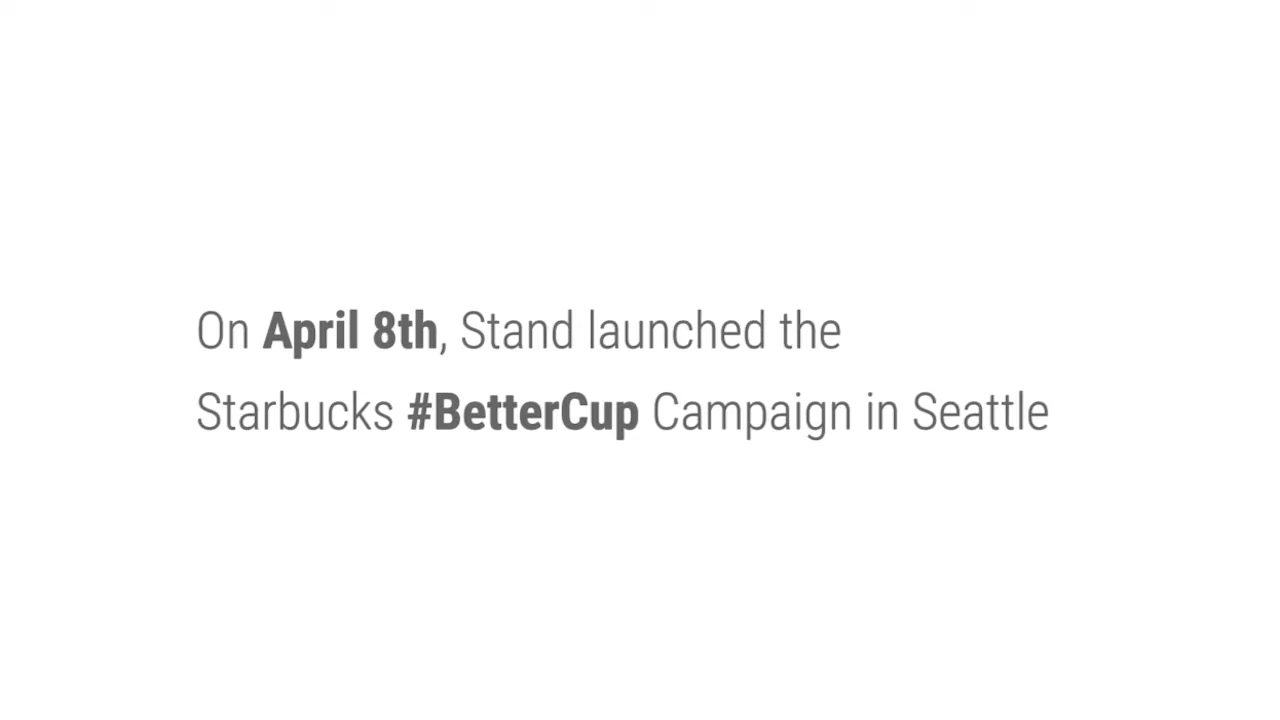 On April 8th, Stand launched the
Starbucks #BetterCup Campaign in Seattle